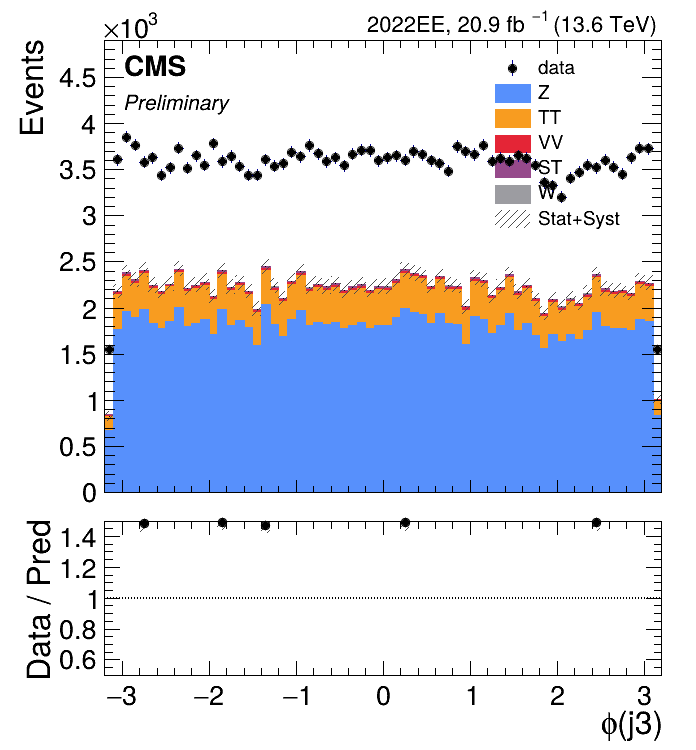 ×10³
2022EE, 20.9 fb ⁻¹ (13.6 TeV)
Events
CMS
Preliminary
data
Z
TT
VV
ST
W
Stat+Syst
4.5
4
3.5
3
2.5
2
1.5
1
0.5
0
Data / Pred
1.4
1.2
1
0.8
0.6
−3 −2 −1 0 1 2 3
ϕ(j3)